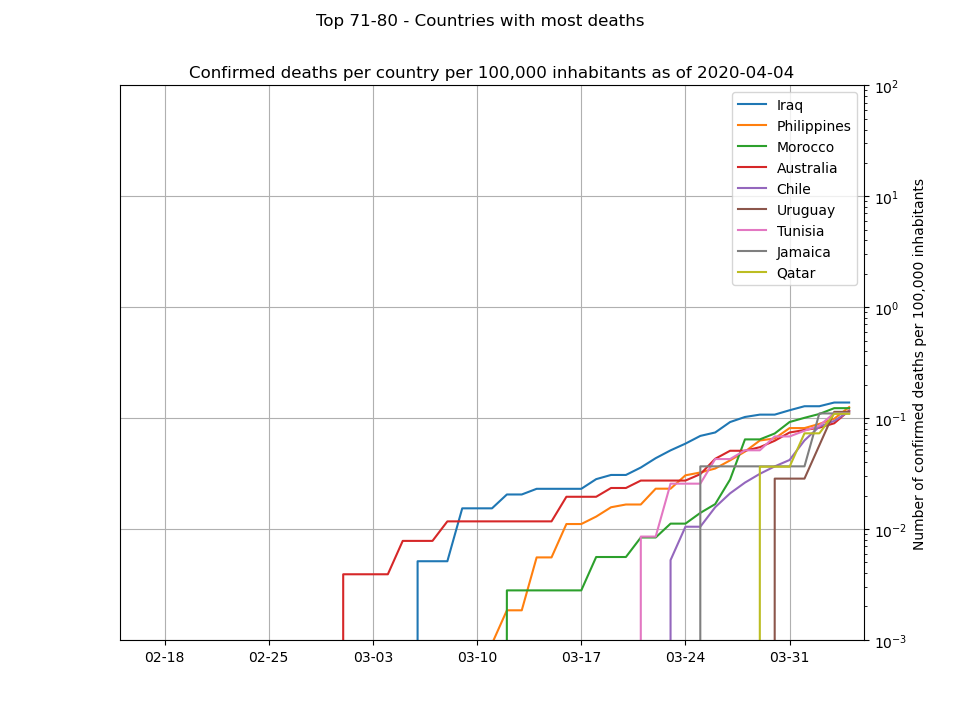 Top 71-80 - Countries with most deaths
Confirmed deaths per country per 100,000 inhabitants as of 2020-04-04
Iraq
Philippines
Morocco
Australia
Chile
Uruguay
Tunisia
Jamaica
Qatar
10²
10¹
10⁰
10⁻¹
10⁻²
10⁻³
Number of confirmed deaths per 100,000 inhabitants
02-18 02-25 03-03 03-10 03-17 03-24 03-31